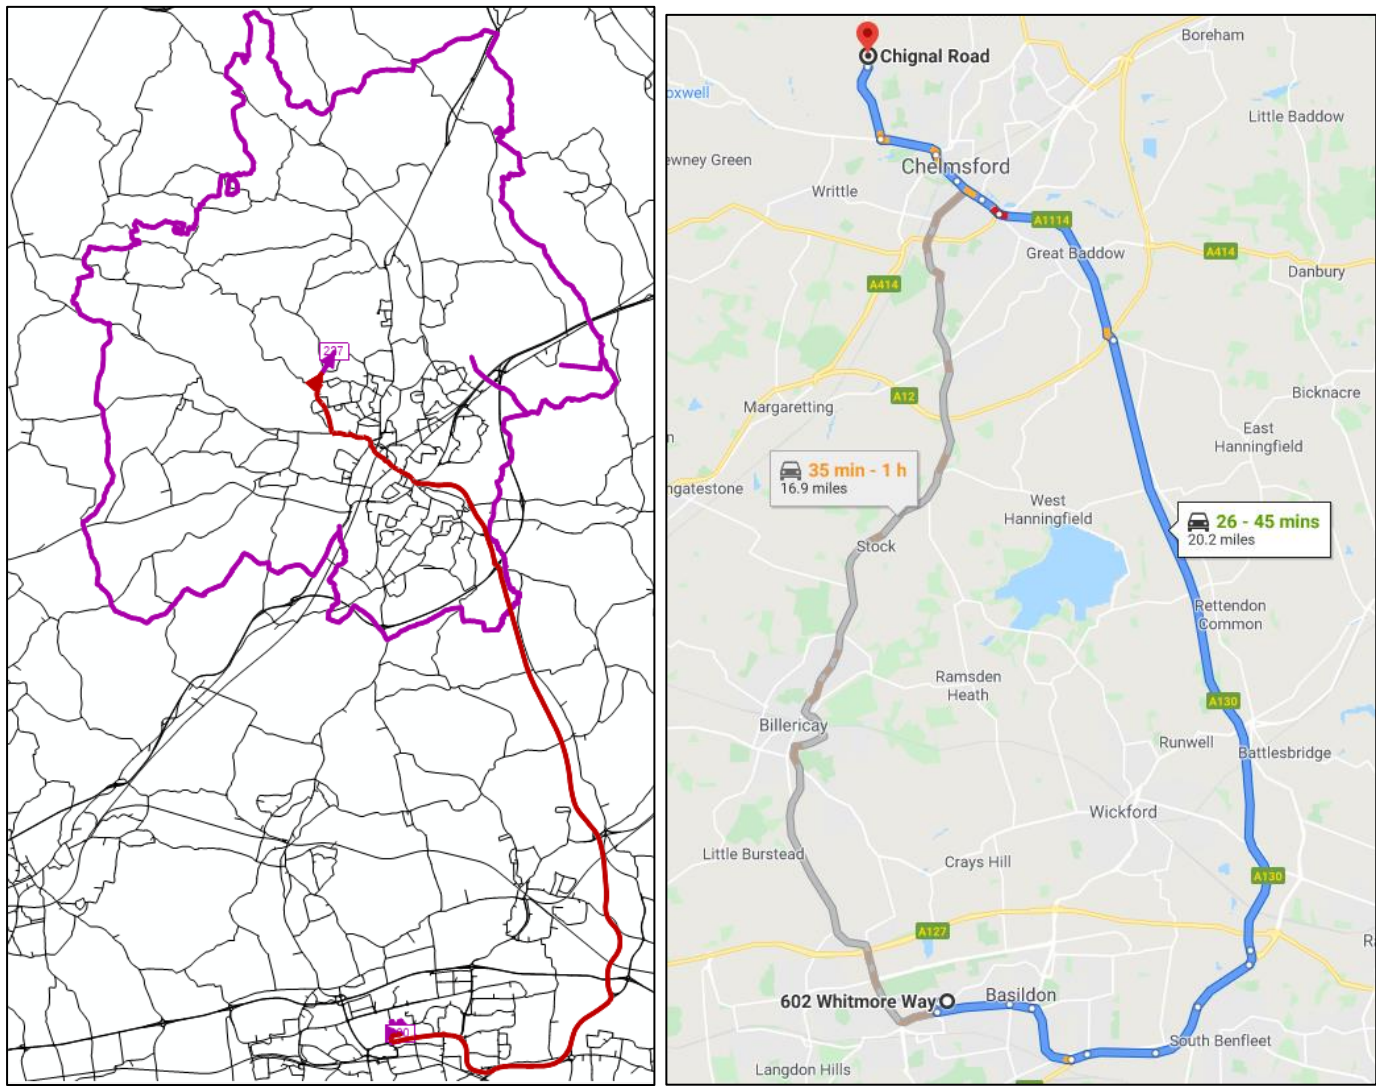 237
Chignal Road
Boreham
oxwell
Little Baddow
ewney Green
Chelmsford
Writtle
A1114
Great Baddow
A414
A414
Danbury
A12
Margaretting
Bicknacre
East
Hanningfield
35 min - 1 h
16.9 miles
ngatestone
West
Hanningfield
26 - 45 mins
20.2 miles
Stock
Rettendon
Common
Ramsden
Heath
A130
Billericay
Runwell
Battlesbridge
Wickford
Little Burstead
Crays Hill
A130
A127
602 Whitmore Way
Basildon
South Benfleet
Langdon Hills